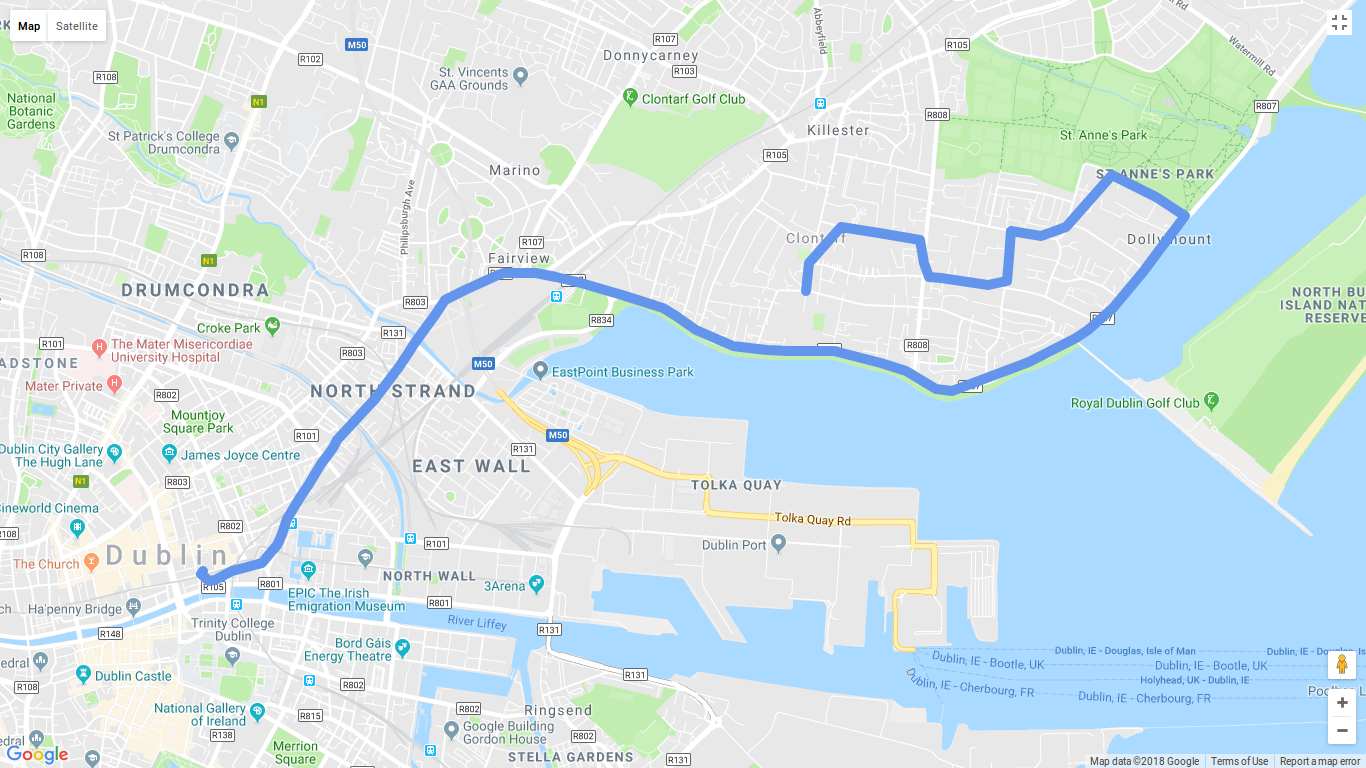 Map
Satellite
M50
R107
R102
Donnycarney
R103
R105
Abbeyfield
Watermill Rd
R108
St. Vincents
GAA Grounds
N1
Clontarf Golf Club
National
Botanic
Gardens
St Patrick's College
Drumcondra
Killester
R808
R807
St. Anne's Park
R105
Marino
ST ANNE'S PARK
Philipsburgh Ave
R107
Fairview
Clontarf
Dollymount
R108
N1
DRUMCONDRA
R803
R834
NORTH BU
ISLAND NAT
RESERVE
Croke Park
R131
The Mater Misericordiae
University Hospital
R101
R803
R808
M50
EastPoint Business Park
Mater Private
R802
NORTH STRAND
Royal Dublin Golf Club
Mountjoy
Square Park
R101
M50
Dublin City Gallery
The Hugh Lane
James Joyce Centre
R131
EAST WALL
N1
R803
TOLKA QUAY
Cineworld Cinema
R802
Tolka Quay Rd
R108
Dublin
The Church
R101
Dublin Port
NORTH WALL
R105
R801
3Arena
EPIC The Irish
Emigration Museum
R801
Ha'penny Bridge
River Liffey
R148
Trinity College
Dublin
R131
Bord Gáis
Energy Theatre
Dublin, IE - Douglas, Isle of Man
Dublin, IE - Bootle, UK
Dublin, IE - Bootle, UK
Holyhead, UK - Dublin, IE
Dublin, IE - Cherbourg, FR
Dublin, IE - Cherbourg, FR
Dublin Castle
R108
R802
R131
National Gallery
of Ireland
R815
R138
R802
Ringsend
Google Building
Gordon House
R802
Merrion
Square
STELLA GARDENS
R131
Google
Map data ©2018 Google
Terms of Use
Report a map error